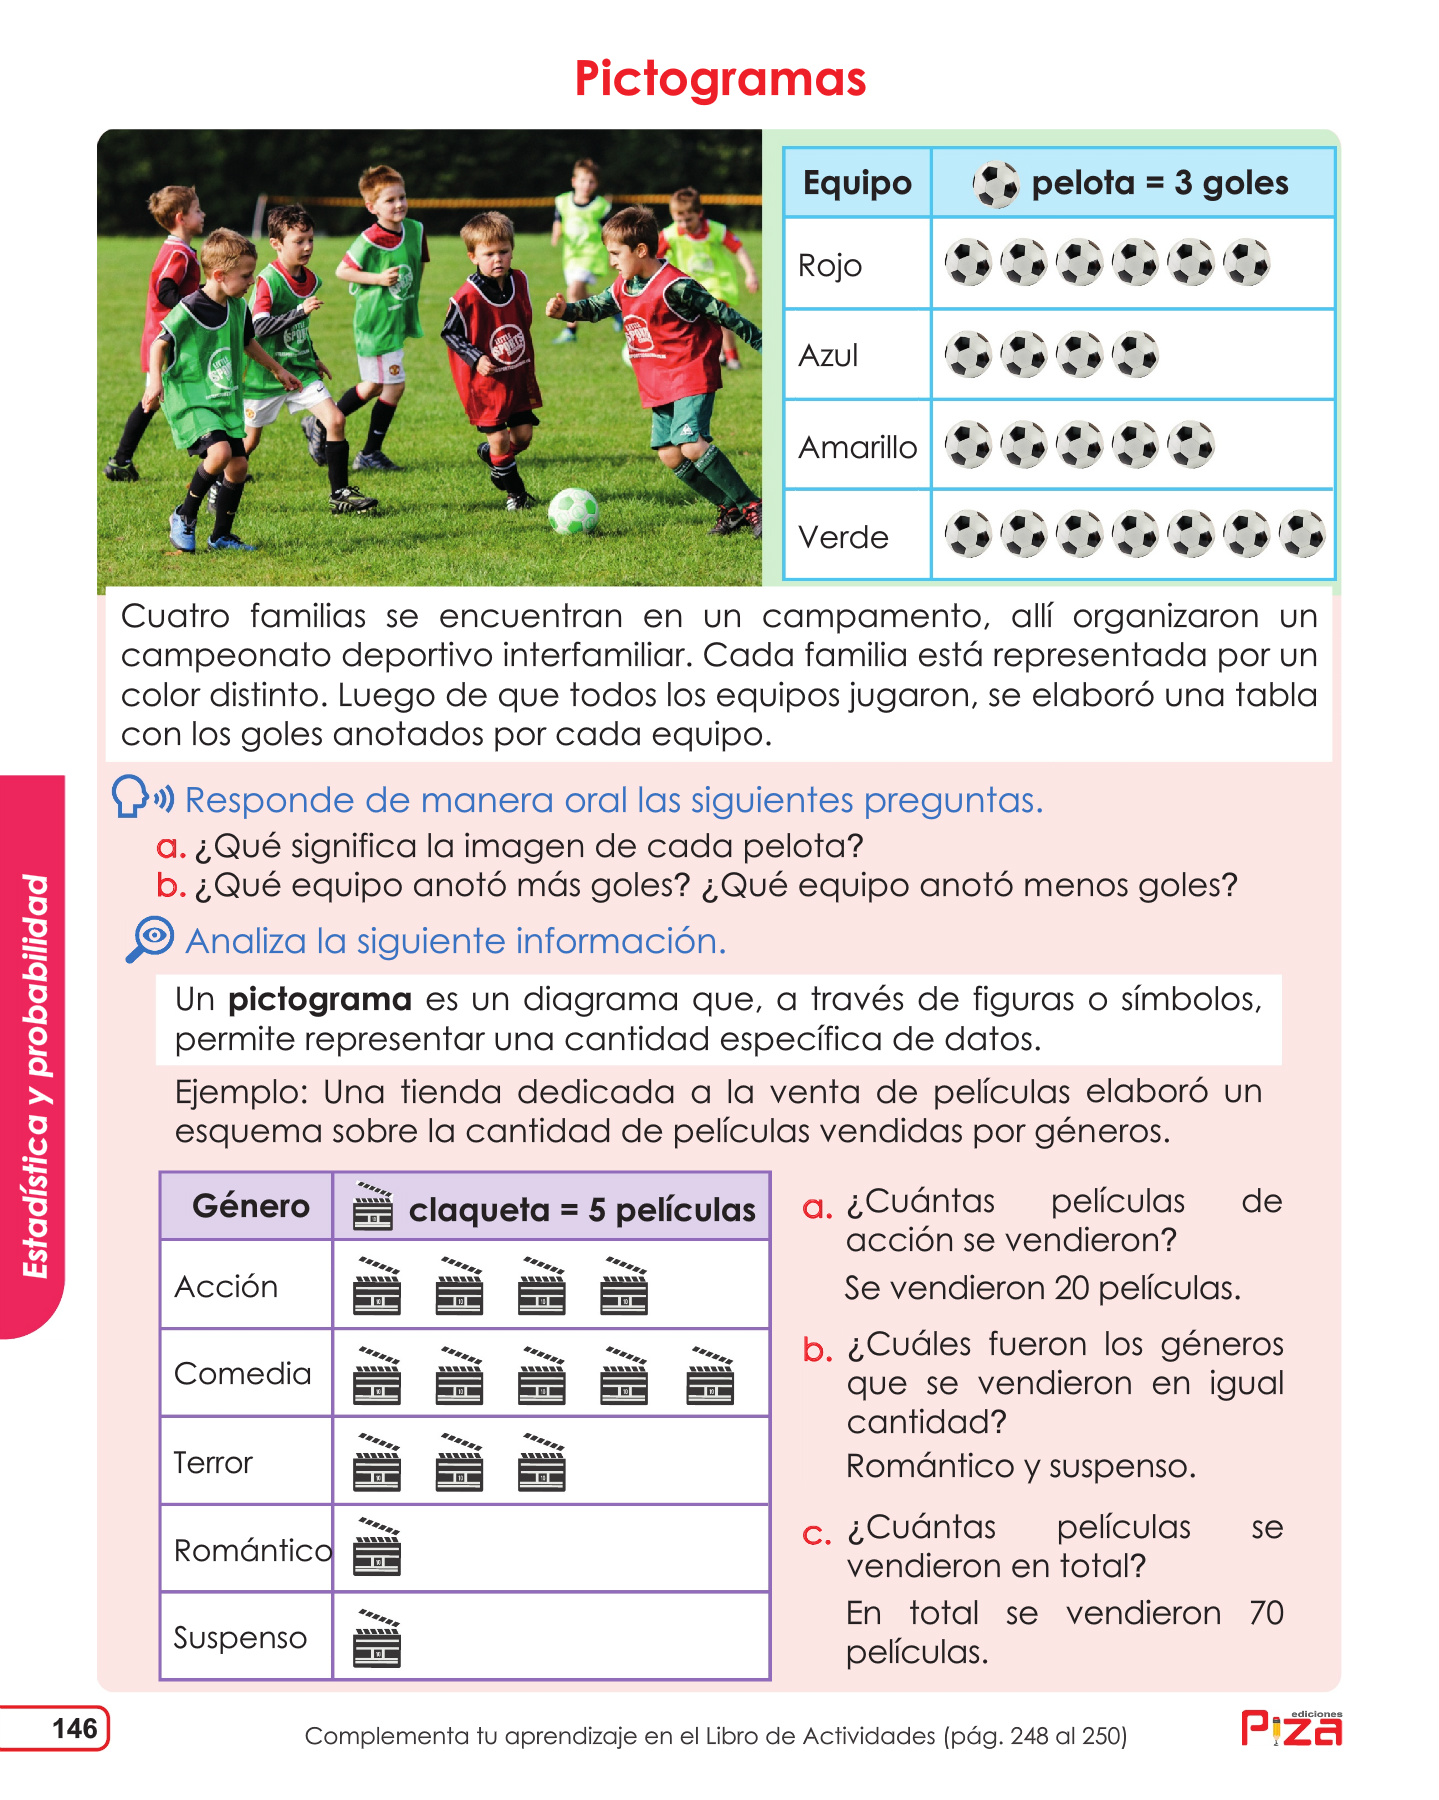 Pictogramas
Equipo
pelota = 3 goles
Rojo
Azul
Amarillo
Verde
Cuatro familias se encuentran en un campamento, allí organizaron un
campeonato deportivo interfamiliar. Cada familia está representada por un
color distinto. Luego de que todos los equipos jugaron, se elaboró una tabla
con los goles anotados por cada equipo.
Responde de manera oral las siguientes preguntas.
a. ¿Qué significa la imagen de cada pelota?
b. ¿Qué equipo anotó más goles? ¿Qué equipo anotó menos goles?
Analiza la siguiente información.
Un pictograma es un diagrama que, a través de figuras o símbolos,
permite representar una cantidad específica de datos.
Ejemplo: Una tienda dedicada a la venta de películas elaboró un
esquema sobre la cantidad de películas vendidas por géneros.
Género
claqueta = 5 películas
Acción
Comedia
Terror
Romántico
Suspenso
a. ¿Cuántas películas de
acción se vendieron?
Se vendieron 20 películas.
b. ¿Cuáles fueron los géneros
que se vendieron en igual
cantidad?
Romántico y suspenso.
c. ¿Cuántas películas se
vendieron en total?
En total se vendieron 70
películas.
Estadística y probabilidad
146
Complementa tu aprendizaje en el Libro de Actividades (pág. 248 al 250)
ediciones
Piza